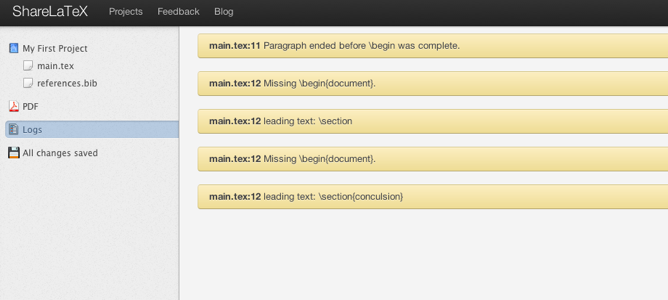 ShareLaTeX Projects Feedback Blog
My First Project
main.tex
references.bib
PDF
Logs
All changes saved
main.tex:11 Paragraph ended before \begin was complete.
main.tex:12 Missing \begin{document}.
main.tex:12 leading text: \section
main.tex:12 Missing \begin{document}.
main.tex:12 leading text: \section{conculsion}